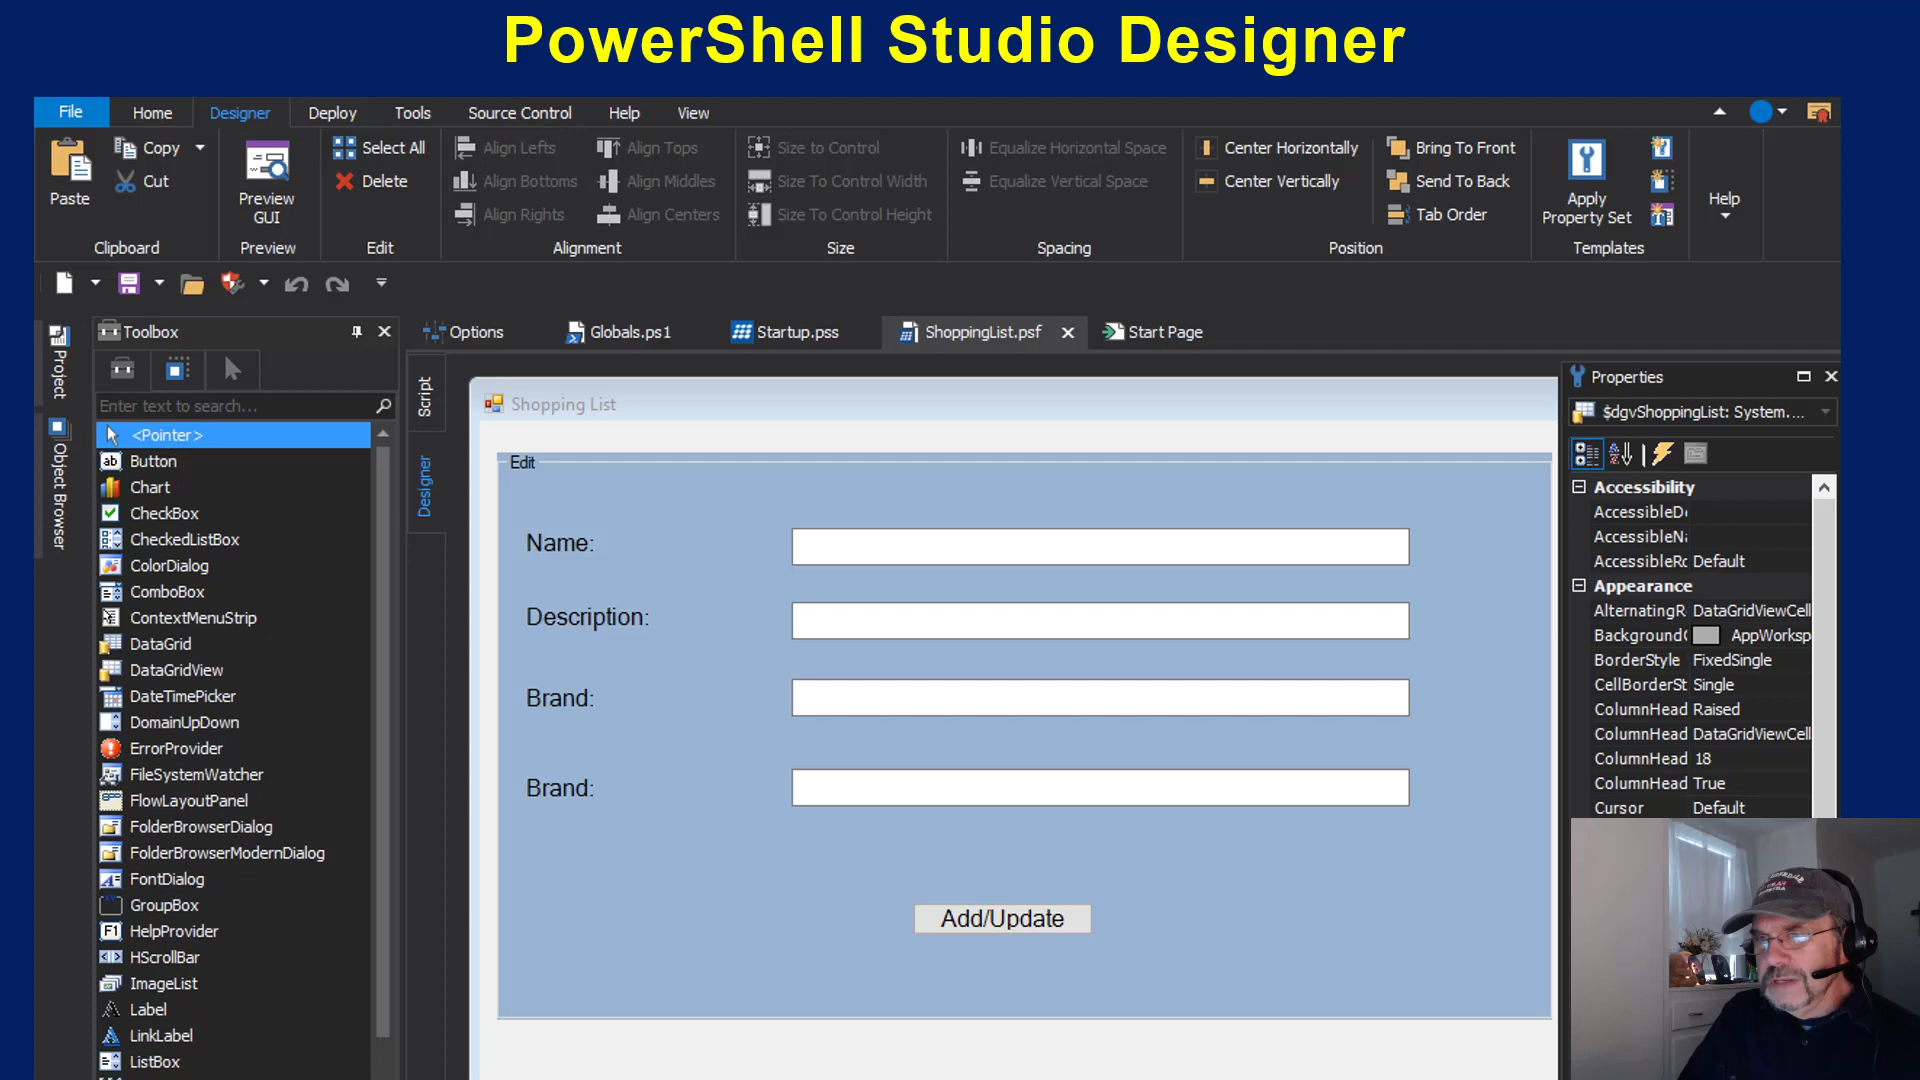 PowerShell Studio Designer
File Home Designer Deploy Tools Source Control Help View
Paste Copy Cut
Clipboard
Preview GUI
Preview
Select All
Delete
Edit
Align Lefts Align Tops
Align Bottoms Align Middles
Align Rights Align Centers
Alignment
Size to Control
Size To Control Width
Size To Control Height
Size
Equalize Horizontal Space
Equalize Vertical Space
Spacing
Center Horizontally Bring To Front
Center Vertically Send To Back
Tab Order
Position
Apply Property Set
Templates
Help
Toolbox
Options Globals.ps1 Startup.pss ShoppingList.psf Start Page
Project
Object Browser
Enter text to search...
<Pointer>
Button
Chart
CheckBox
CheckedListBox
ColorDialog
ComboBox
ContextMenuStrip
DataGrid
DataGridView
DateTimePicker
DomainUpDown
ErrorProvider
FileSystemWatcher
FlowLayoutPanel
FolderBrowserDialog
FolderBrowserModernDialog
FontDialog
GroupBox
HelpProvider
HScrollBar
ImageList
Label
LinkLabel
ListBox
Script
Designer
Shopping List
Edit
Name:
Description:
Brand:
Brand:
Add/Update
Properties
$dgvShoppingList: System....
Accessibility
AccessibleDe
AccessibleNa
AccessibleRo Default
Appearance
AlternatingR DataGridViewCell
BackgroundC AppWorksp
BorderStyle FixedSingle
CellBorderSt Single
ColumnHead Raised
ColumnHead DataGridViewCell
ColumnHead 18
ColumnHead True
Cursor Default